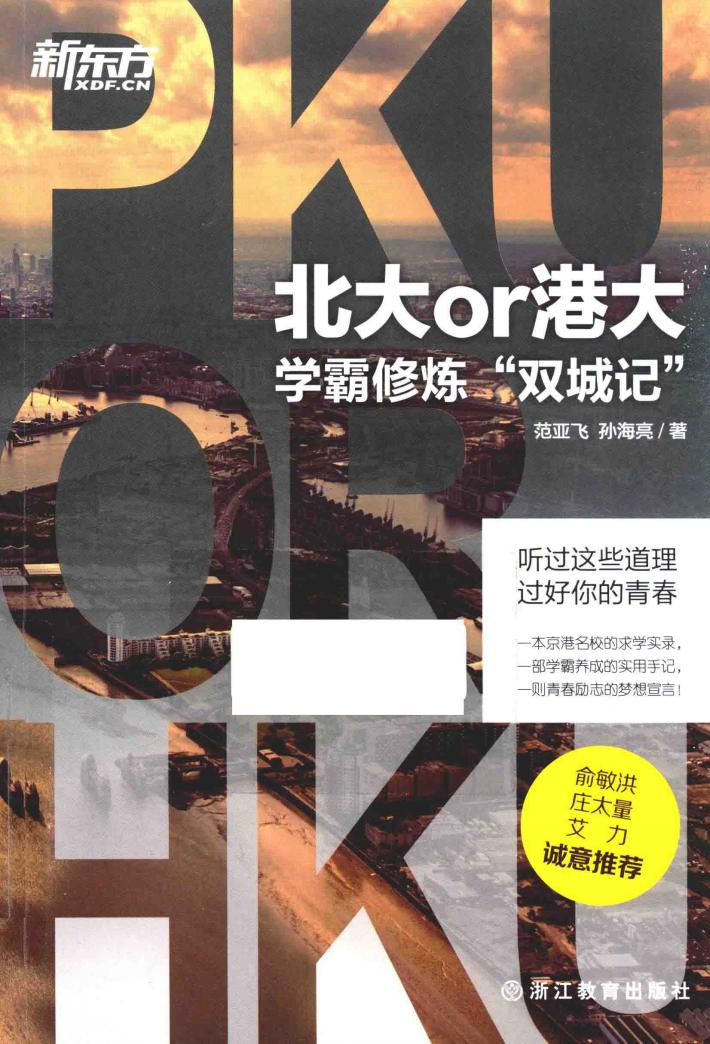 新东方
XDF.CN
PKU
北大or港大
学霸修炼“双城记”
范亚飞 孙海亮/著
OR
听过这些道理
过好你的青春
一本京港名校的求学实录，
一部学霸养成的实用手记，
一则青春励志的梦想宣言！
HKU
俞敏洪
庄太量
艾 力
诚意推荐
浙江教育出版社